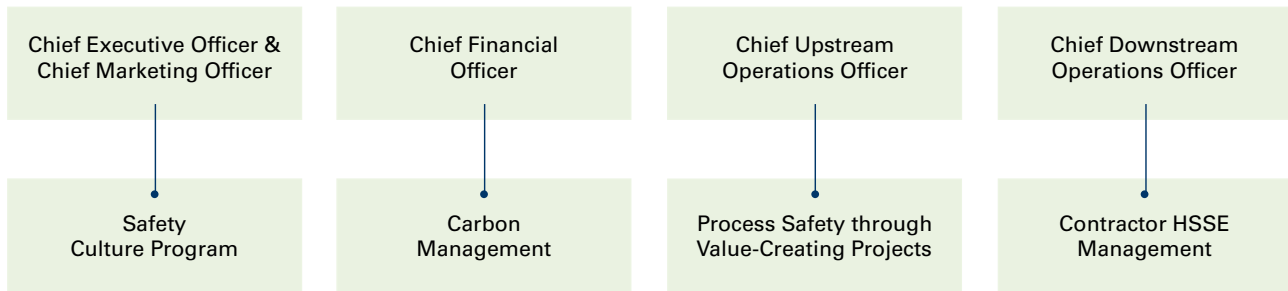 Chief Executive Officer &
Chief Marketing Officer
Chief Financial
Officer
Chief Upstream
Operations Officer
Chief Downstream
Operations Officer
Safety
Culture Program
Carbon
Management
Process Safety through
Value-Creating Projects
Contractor HSSE
Management